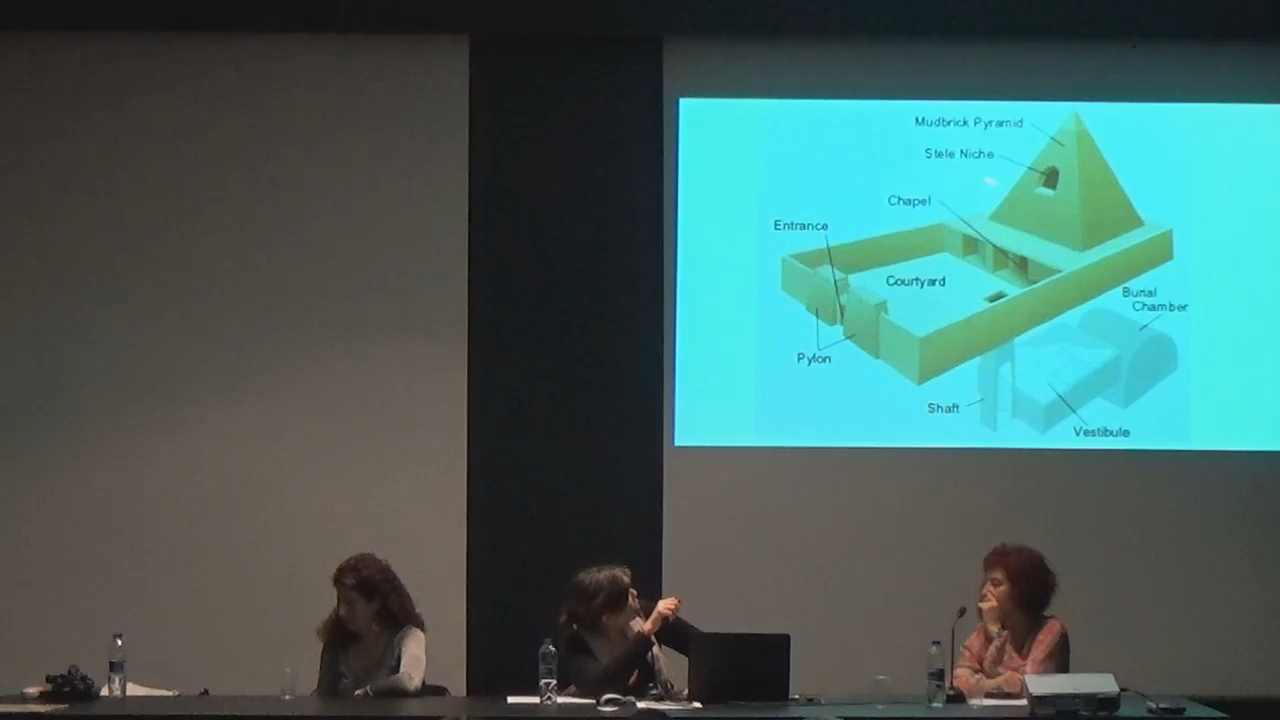 Mudbrick Pyramid
Stele Niche
Chapel
Entrance
Courtyard
Burial
Chamber
Pylon
Shaft
Vestibule